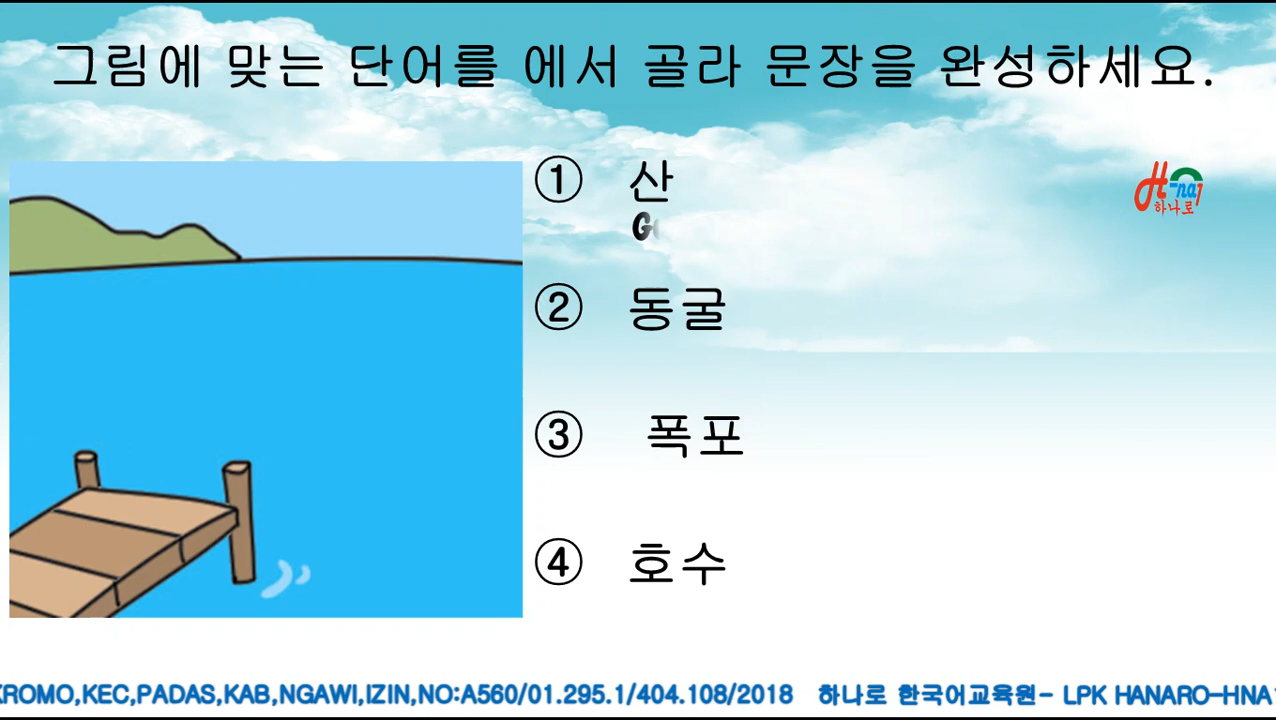 그림에 맞는 단어를 에서 골라 문장을 완성하세요.
① 산
② 동굴
③ 폭포
④ 호수
H-na1
하나로
KROMO,KEC,PADAS,KAB,NGAWI,IZIN,NO:A560/01.295.1/404.108/2018 하나로 한국어교육원- LPK HANARO-HNA